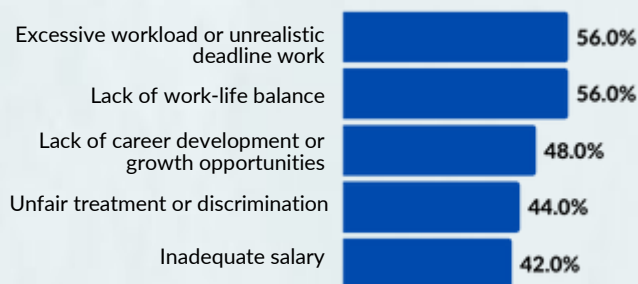 Excessive workload or unrealistic
deadline work
56.0%
Lack of work-life balance
56.0%
Lack of career development or
growth opportunities
48.0%
Unfair treatment or discrimination
44.0%
Inadequate salary
42.0%